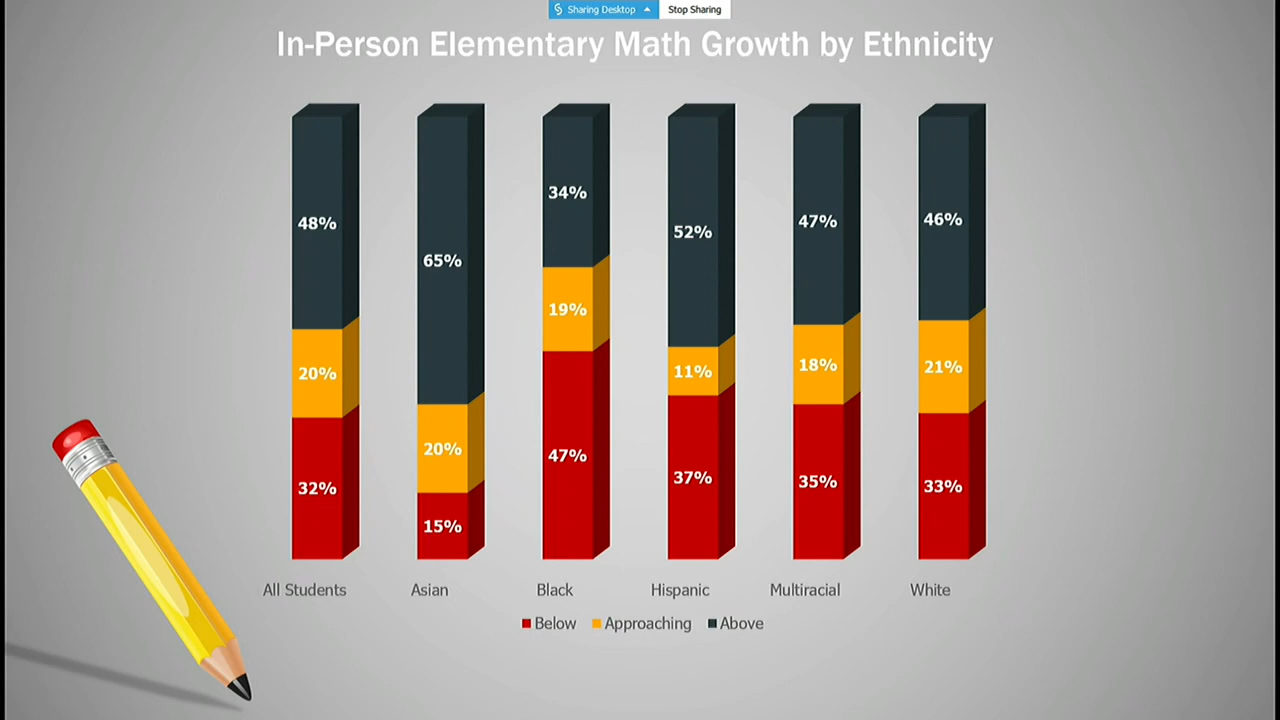 Sharing Desktop Stop Sharing
In-Person Elementary Math Growth by Ethnicity
48% 65% 34% 52% 47% 46%
20% 20% 19% 11% 18% 21%
32% 15% 47% 37% 35% 33%
All Students Asian Black Hispanic Multiracial White
Below Approaching Above